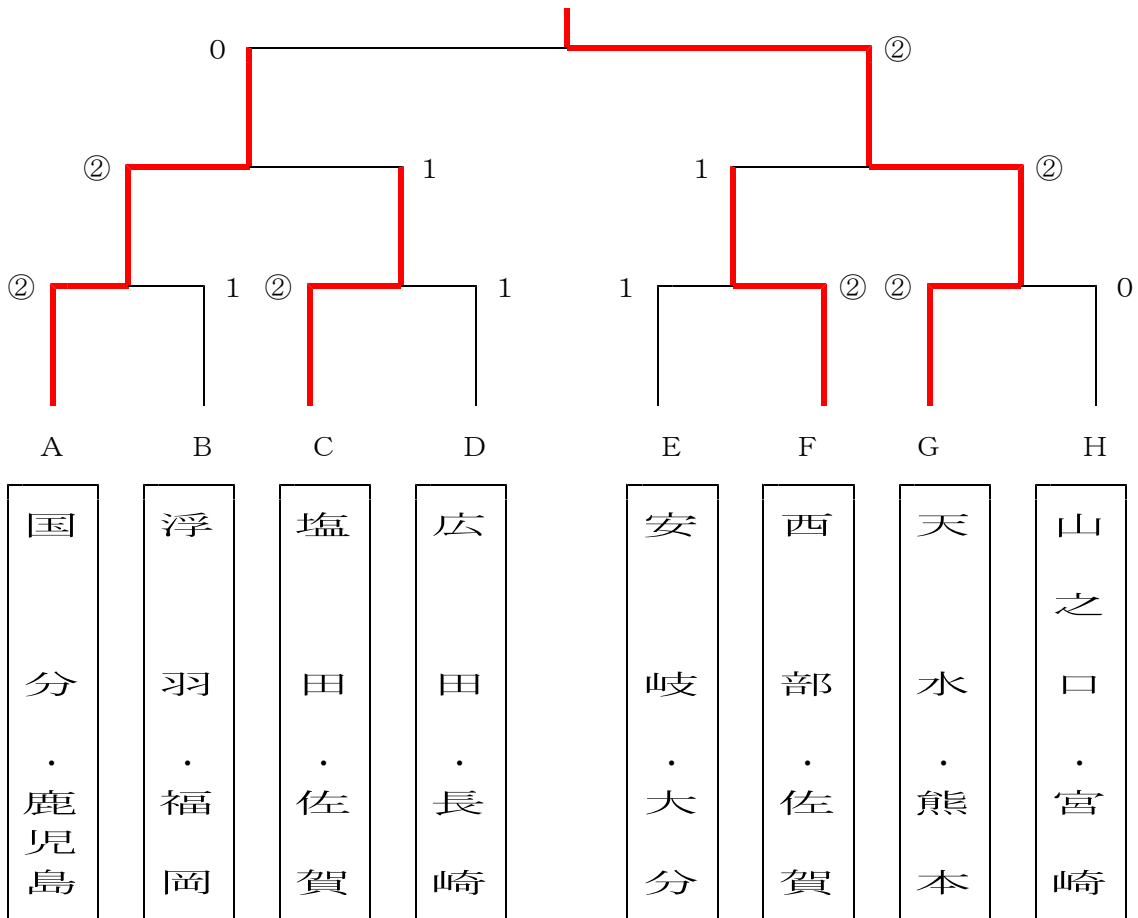 0 ②
② 1 1 ②
② 1 ② 1 1 ② ② 0
A B C D E F G H
国分・鹿児島
浮羽・福岡
塩田・佐賀
広田・長崎
安岐・大分
西部・佐賀
天水・熊本
山之口・宮崎